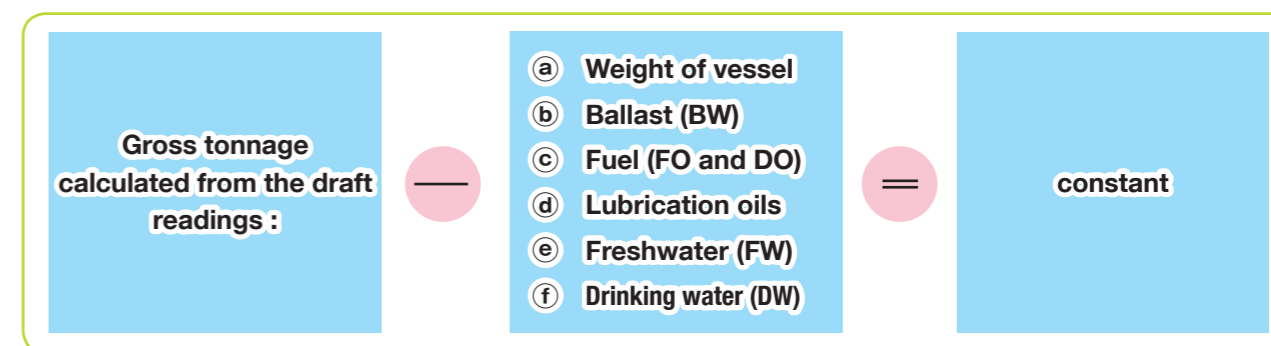 Gross tonnage
calculated from the draft
readings :
—
ⓐ Weight of vessel
ⓑ Ballast (BW)
ⓒ Fuel (FO and DO)
ⓓ Lubrication oils
ⓔ Freshwater (FW)
ⓕ Drinking water (DW)
=
constant